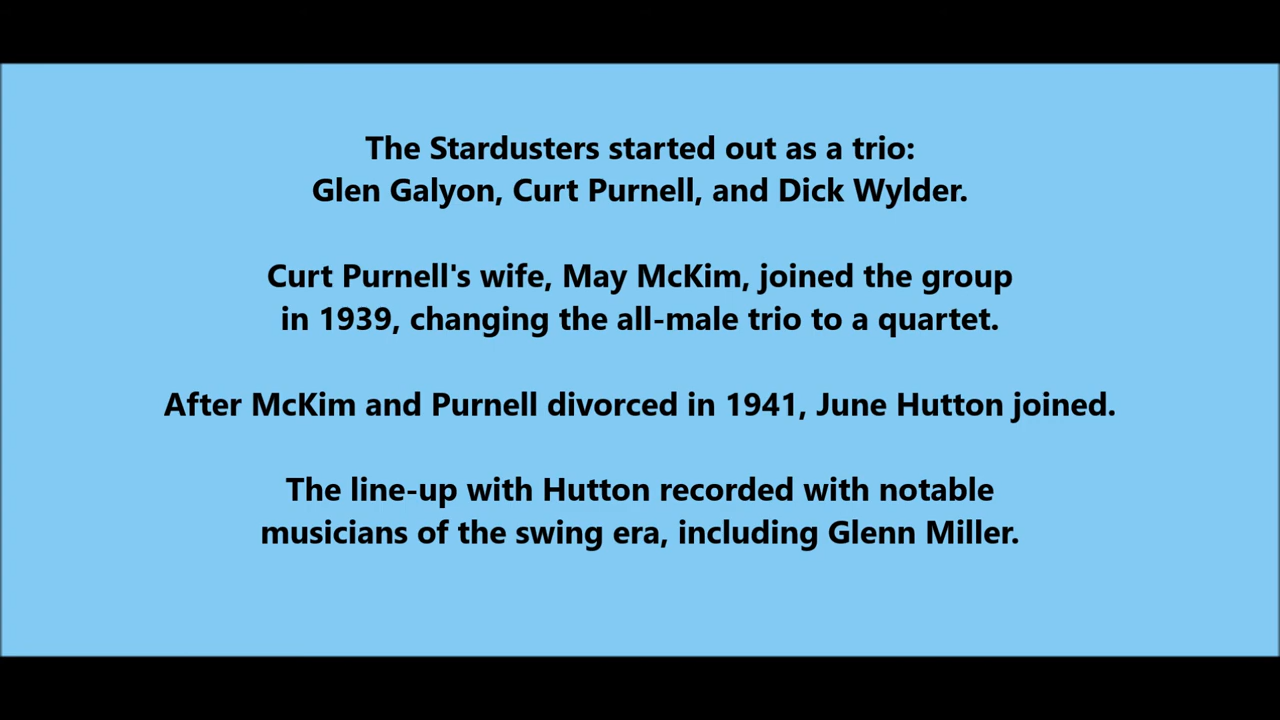 The Stardusters started out as a trio:
Glen Galyon, Curt Purnell, and Dick Wylder.
Curt Purnell's wife, May McKim, joined the group
in 1939, changing the all-male trio to a quartet.
After McKim and Purnell divorced in 1941, June Hutton joined.
The line-up with Hutton recorded with notable
musicians of the swing era, including Glenn Miller.